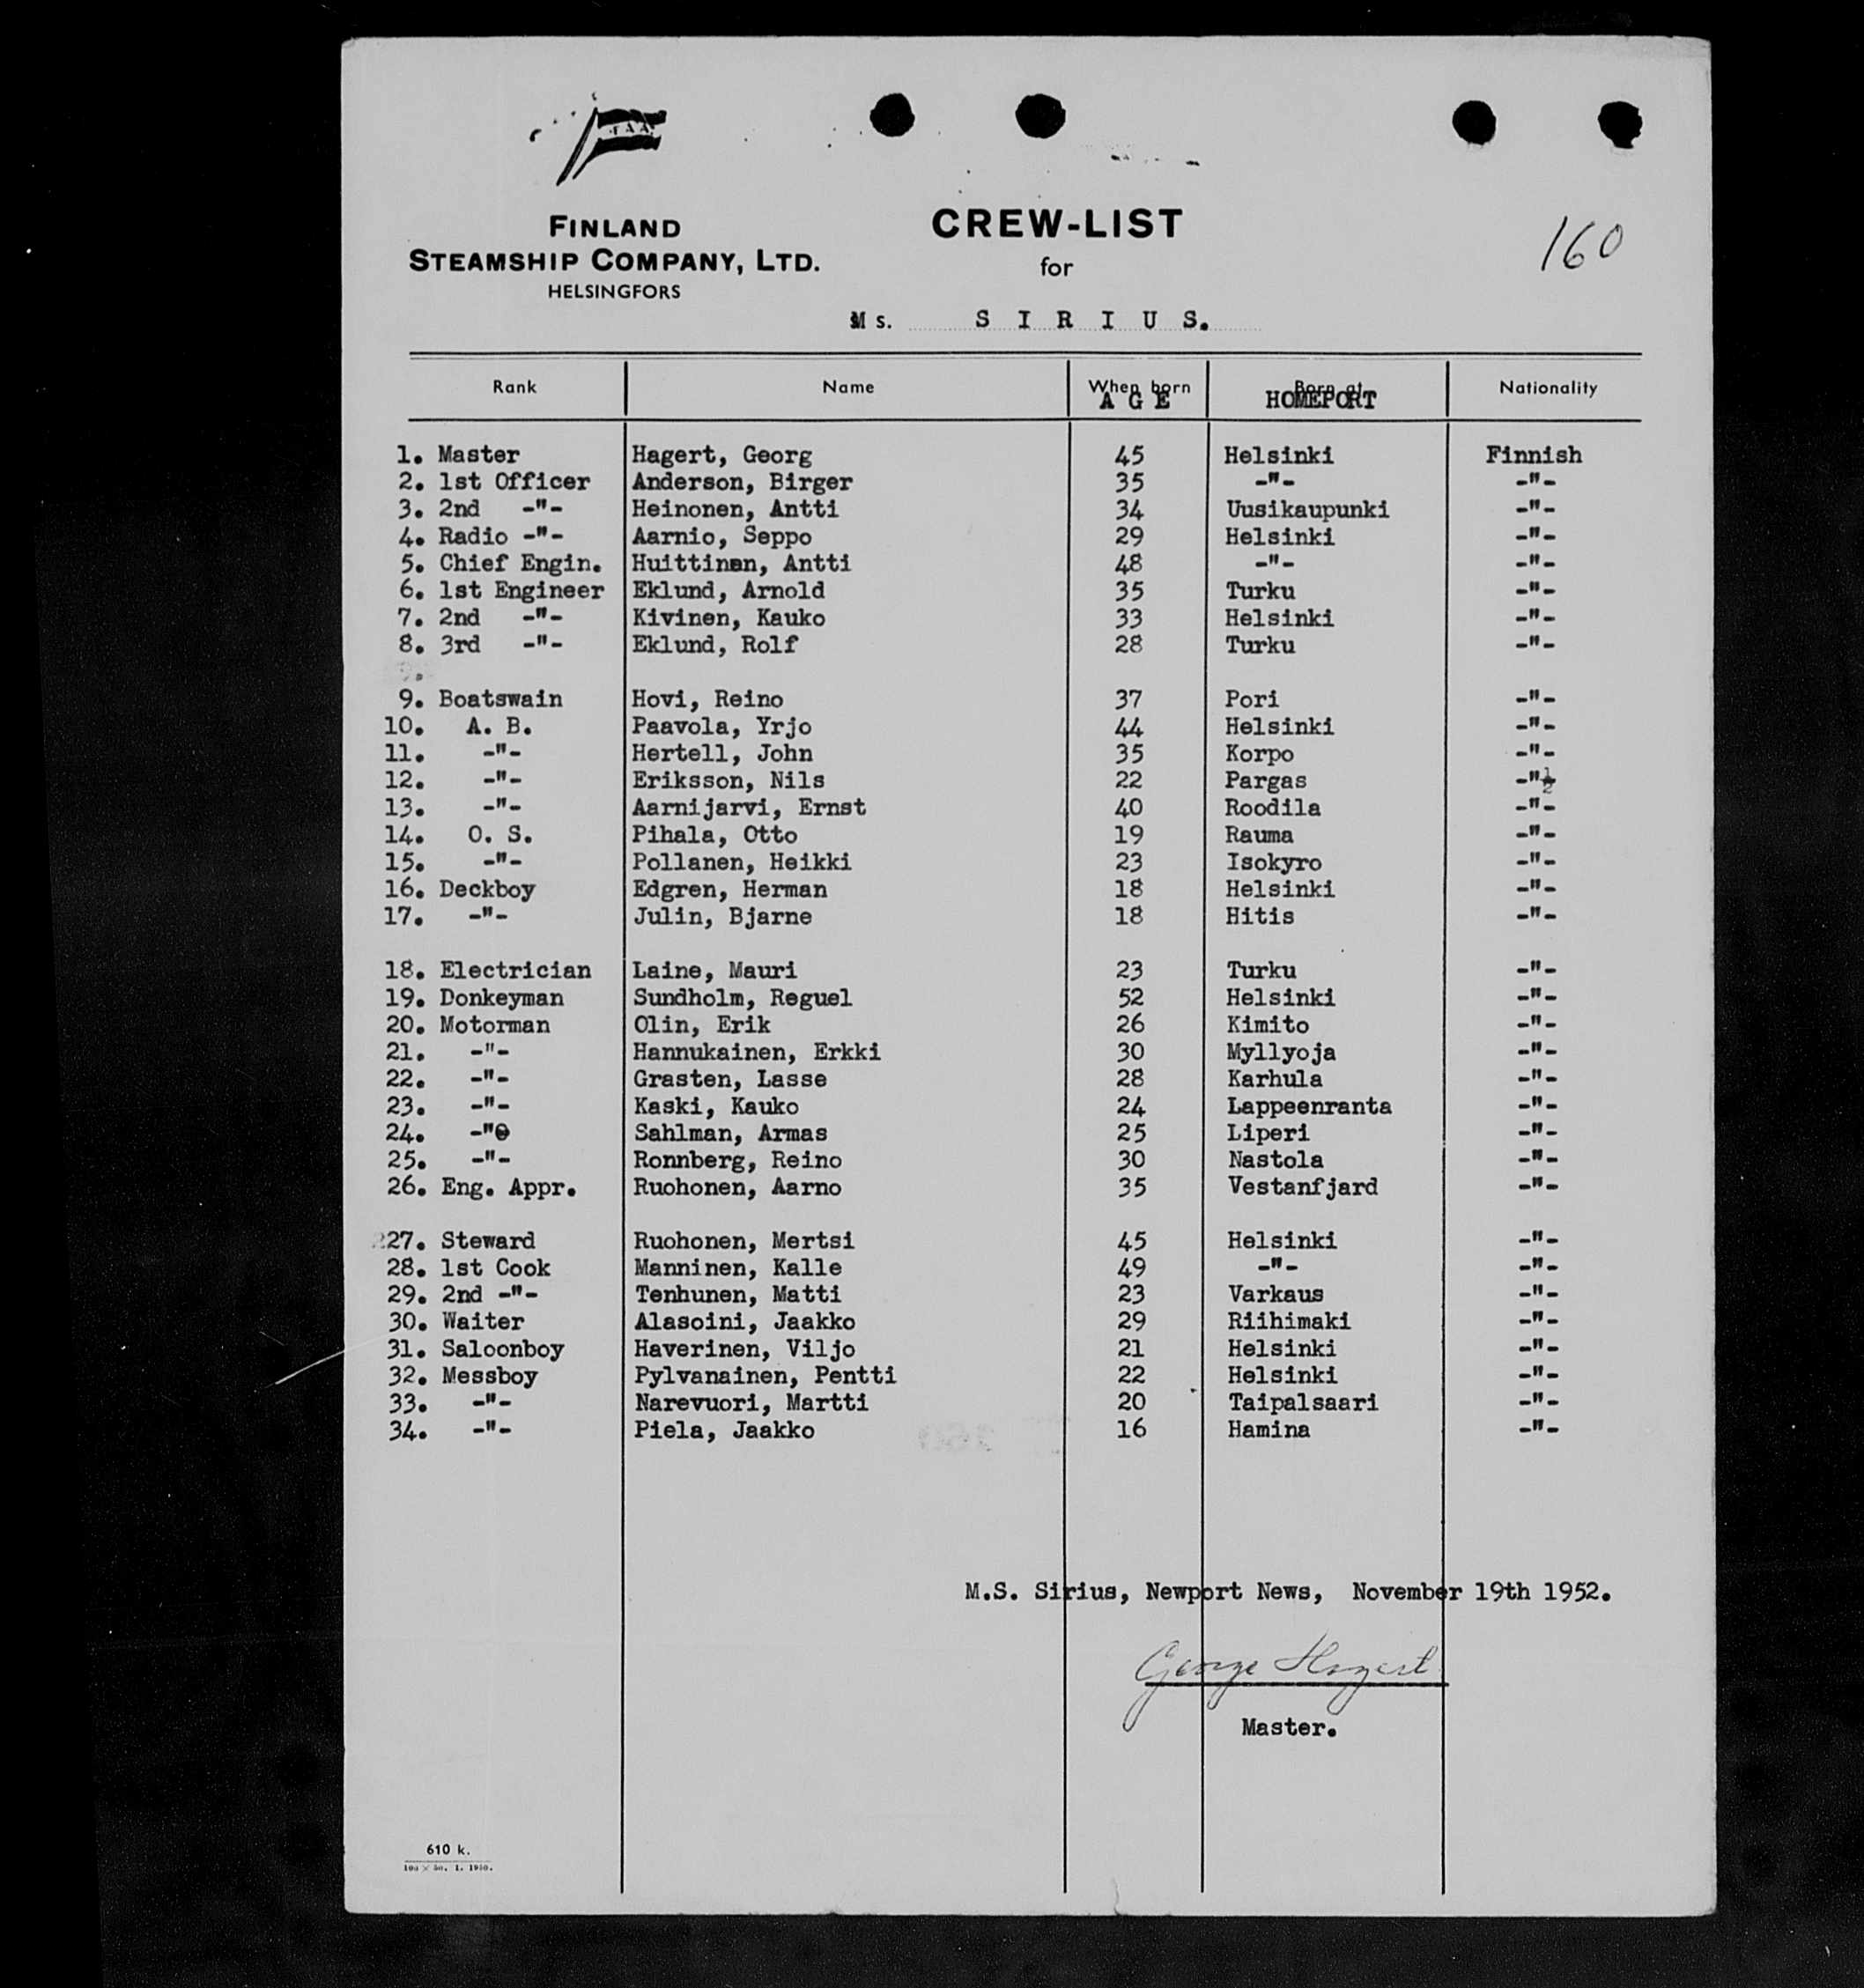 FAA
FINLAND
STEAMSHIP COMPANY, LTD.
HELSINGFORS
CREW-LIST
for
160
Ms. SIRIUS.
Rank Name When born AGE Born at HOMEPORT Nationality
1. Master Hagert, Georg 45 Helsinki Finnish
2. 1st Officer Anderson, Birger 35 -"- -"-
3. 2nd -"- Heinonen, Antti 34 Uusikaupunki -"-
4. Radio -"- Aarnio, Seppo 29 Helsinki -"-
5. Chief Engin. Huittinen, Antti 48 -"- -"-
6. 1st Engineer Eklund, Arnold 35 Turku -"-
7. 2nd -"- Kivinen, Kauko 33 Helsinki -"-
8. 3rd -"- Eklund, Rolf 28 Turku -"-
9. Boatswain Hovi, Reino 37 Pori -"-
10. A. B. Paavola, Yrjo 44 Helsinki -"-
11. -"- Hertell, John 35 Korpo -"-
12. -"- Eriksson, Nils 22 Pargas -"-
13. -"- Aarnijarvi, Ernst 40 Roodila -"-
14. O. S. Pihala, Otto 19 Rauma -"-
15. -"- Pollanen, Heikki 23 Isokyro -"-
16. Deckboy Edgren, Herman 18 Helsinki -"-
17. -"- Julin, Bjarne 18 Hitis -"-
18. Electrician Laine, Mauri 23 Turku -"-
19. Donkeyman Sundholm, Reguel 52 Helsinki -"-
20. Motorman Olin, Erik 26 Kimito -"-
21. -"- Hannukainen, Erkki 30 Myllyoja -"-
22. -"- Grasten, Lasse 28 Karhula -"-
23. -"- Kaski, Kauko 24 Lappeenranta -"-
24. -"- Sahlman, Armas 25 Liperi -"-
25. -"- Ronnberg, Reino 30 Nastola -"-
26. Eng. Appr. Ruohonen, Aarno 35 Vestanfjard -"-
27. Steward Ruohonen, Mertsi 45 Helsinki -"-
28. 1st Cook Manninen, Kalle 49 -"- -"-
29. 2nd -"- Tenhunen, Matti 23 Varkaus -"-
30. Waiter Alasoini, Jaakko 29 Riihimaki -"-
31. Saloonboy Haverinen, Viljo 21 Helsinki -"-
32. Messboy Pylvanainen, Pentti 22 Helsinki -"-
33. -"- Narevuori, Martti 20 Taipalsaari -"-
34. -"- Piela, Jaakko 16 Hamina -"-
M.S. Sirius, Newport News, November 19th 1952.
George Hagert
Master.
610 k.
100 × 50. 1. 1950.